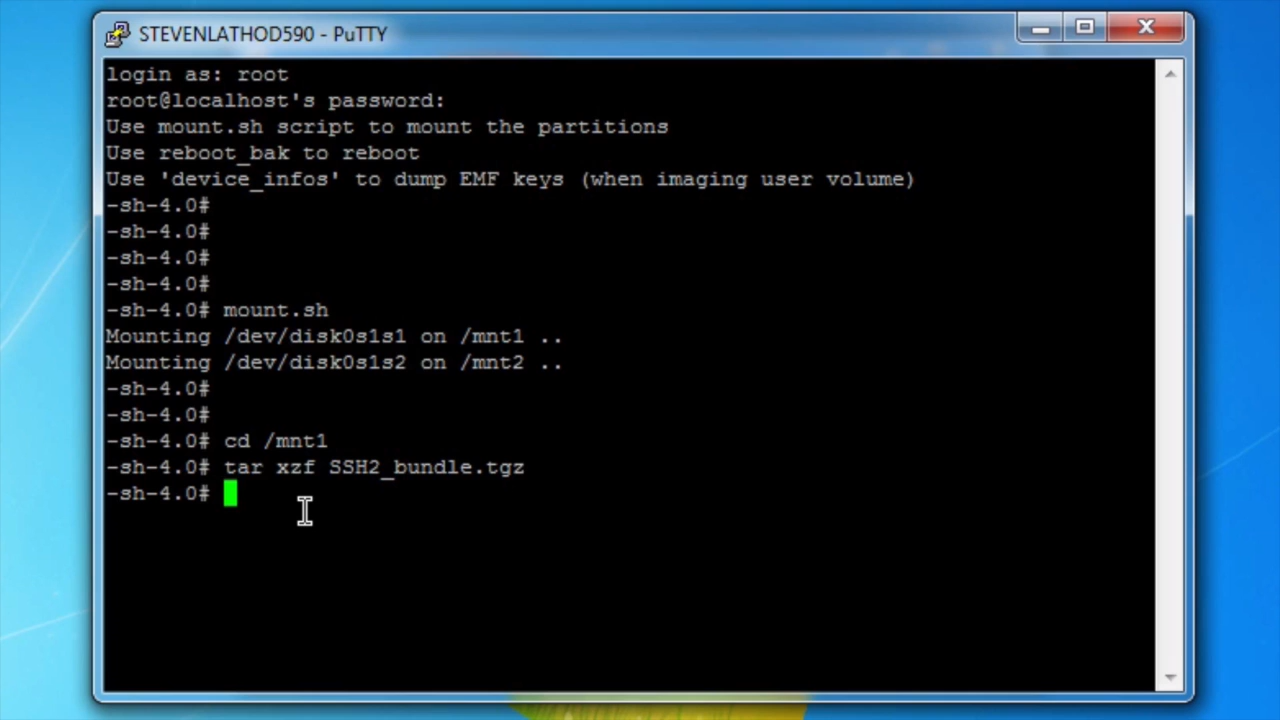 STEVENLATHOD590 - PuTTY
login as: root
root@localhost's password:
Use mount.sh script to mount the partitions
Use reboot_bak to reboot
Use 'device_infos' to dump EMF keys (when imaging user volume)
-sh-4.0#
-sh-4.0#
-sh-4.0#
-sh-4.0#
-sh-4.0# mount.sh
Mounting /dev/disk0s1s1 on /mnt1 ..
Mounting /dev/disk0s1s2 on /mnt2 ..
-sh-4.0#
-sh-4.0#
-sh-4.0# cd /mnt1
-sh-4.0# tar xzf SSH2_bundle.tgz
-sh-4.0#